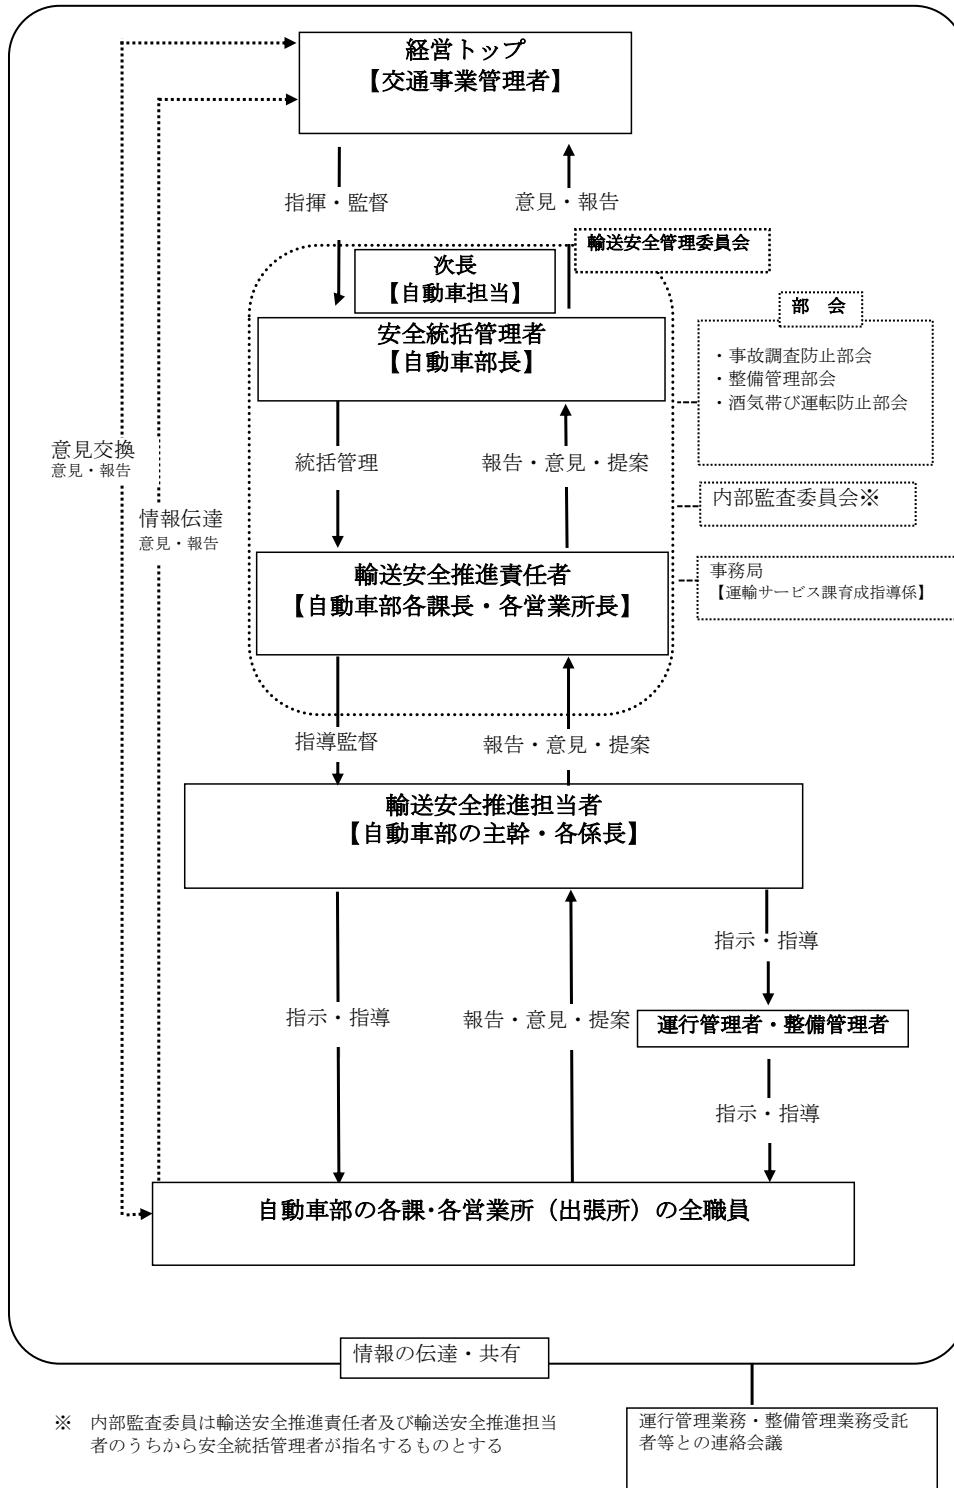 経営トップ
【交通事業管理者】
指揮・監督
意見・報告
輸送安全管理委員会
次長
【自動車担当】
安全統括管理者
【自動車部長】
部　会
・事故調査防止部会
・整備管理部会
・酒気帯び運転防止部会
意見交換
意見・報告
統括管理
報告・意見・提案
内部監査委員会※
情報伝達
意見・報告
輸送安全推進責任者
【自動車部各課長・各営業所長】
事務局
【運輸サービス課育成指導係】
指導監督
報告・意見・提案
輸送安全推進担当者
【自動車部の主幹・各係長】
指示・指導
指示・指導
報告・意見・提案
運行管理者・整備管理者
指示・指導
自動車部の各課・各営業所（出張所）の全職員
情報の伝達・共有
※　内部監査委員は輸送安全推進責任者及び輸送安全推進担当
者のうちから安全統括管理者が指名するものとする
運行管理業務・整備管理業務受託
者等との連絡会議